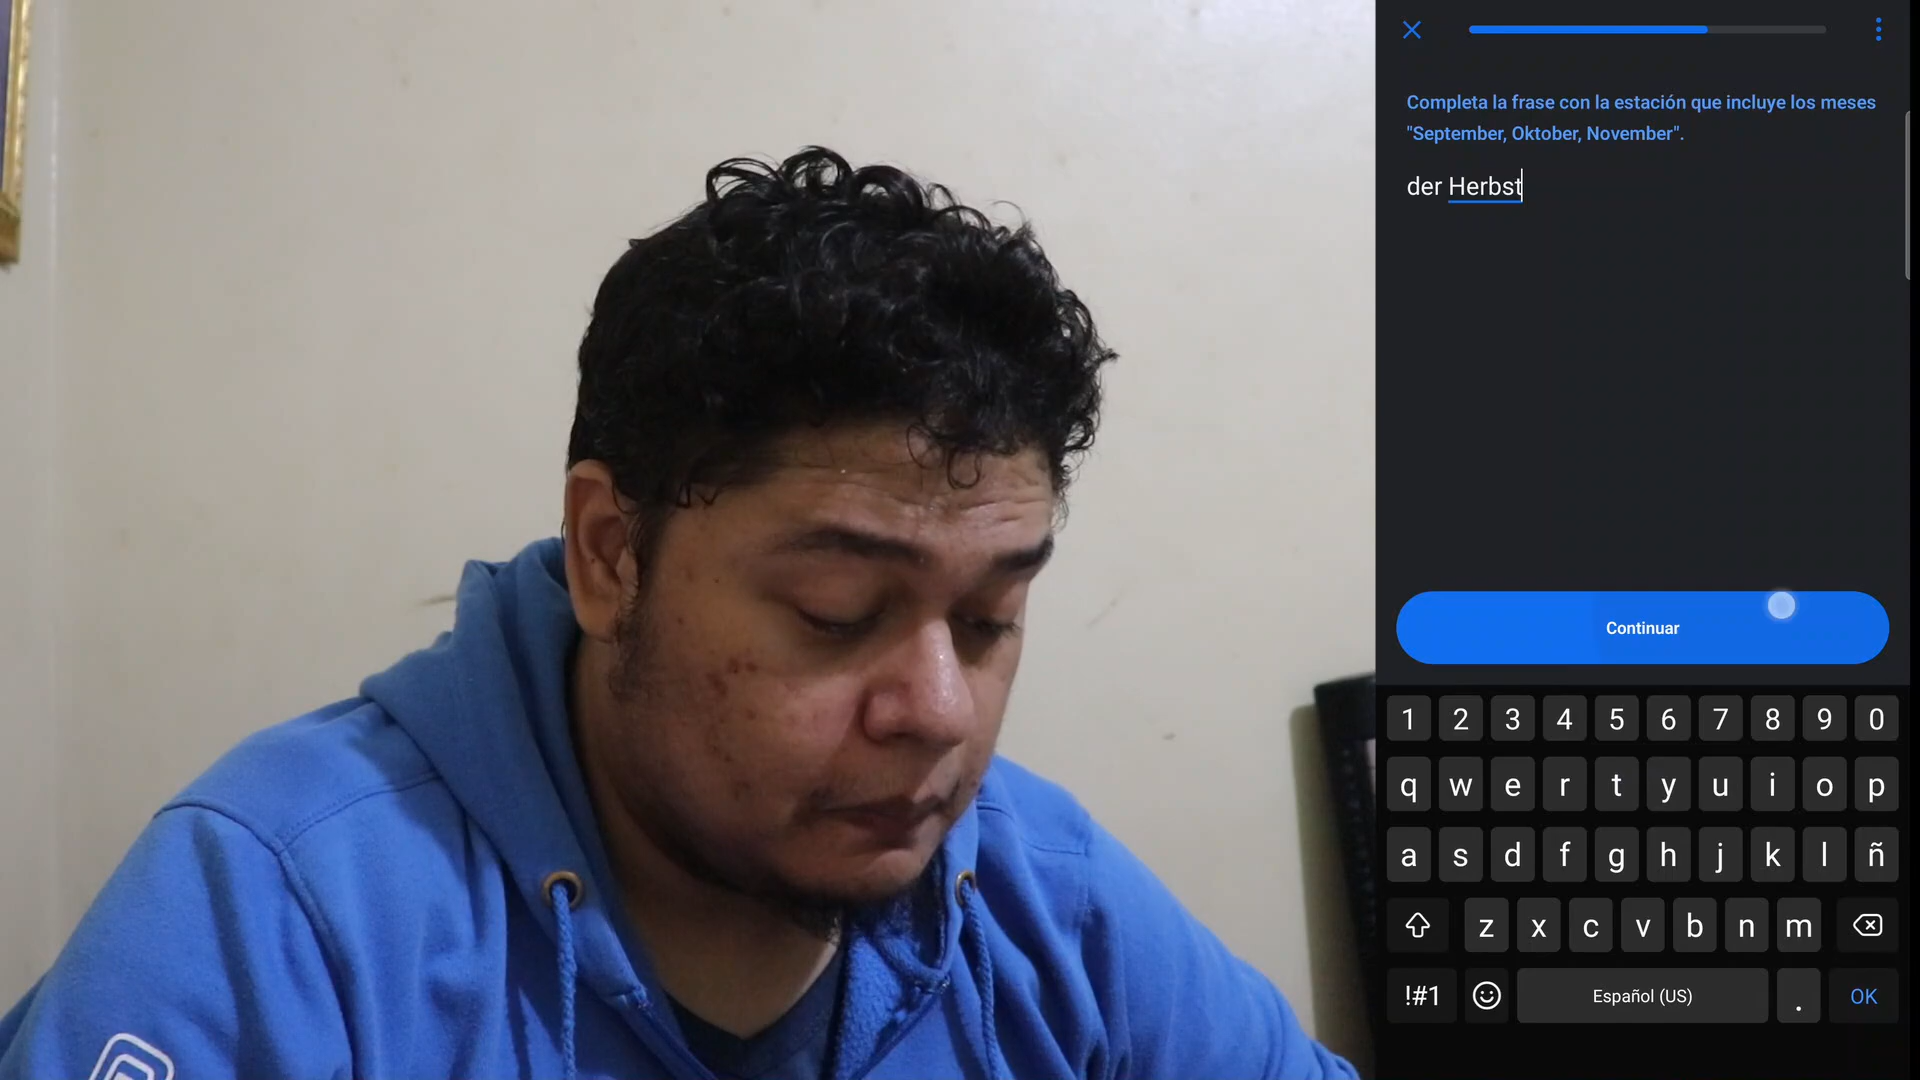 Completa la frase con la estación que incluye los meses
"September, Oktober, November".
der Herbst
Continuar
1 2 3 4 5 6 7 8 9 0
q w e r t y u i o p
a s d f g h j k l ñ
z x c v b n m
!#1 Español (US) . OK